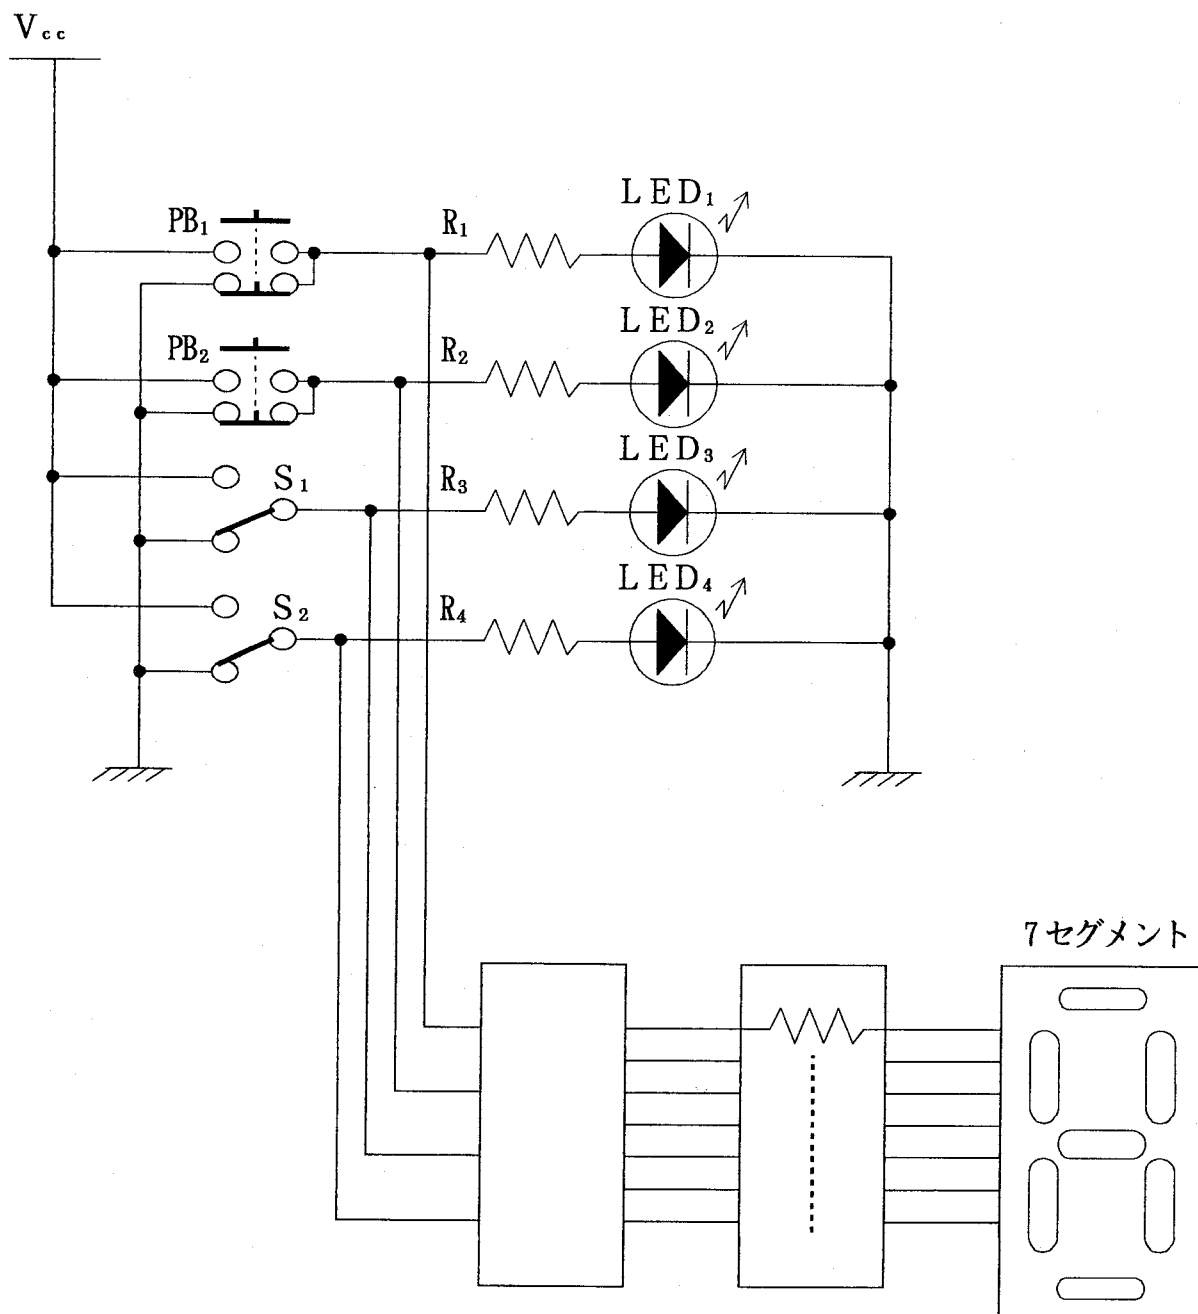 Vcc
PB₁
R₁
LED₁
PB₂
R₂
LED₂
S₁
R₃
LED₃
S₂
R₄
LED₄
7セグメント